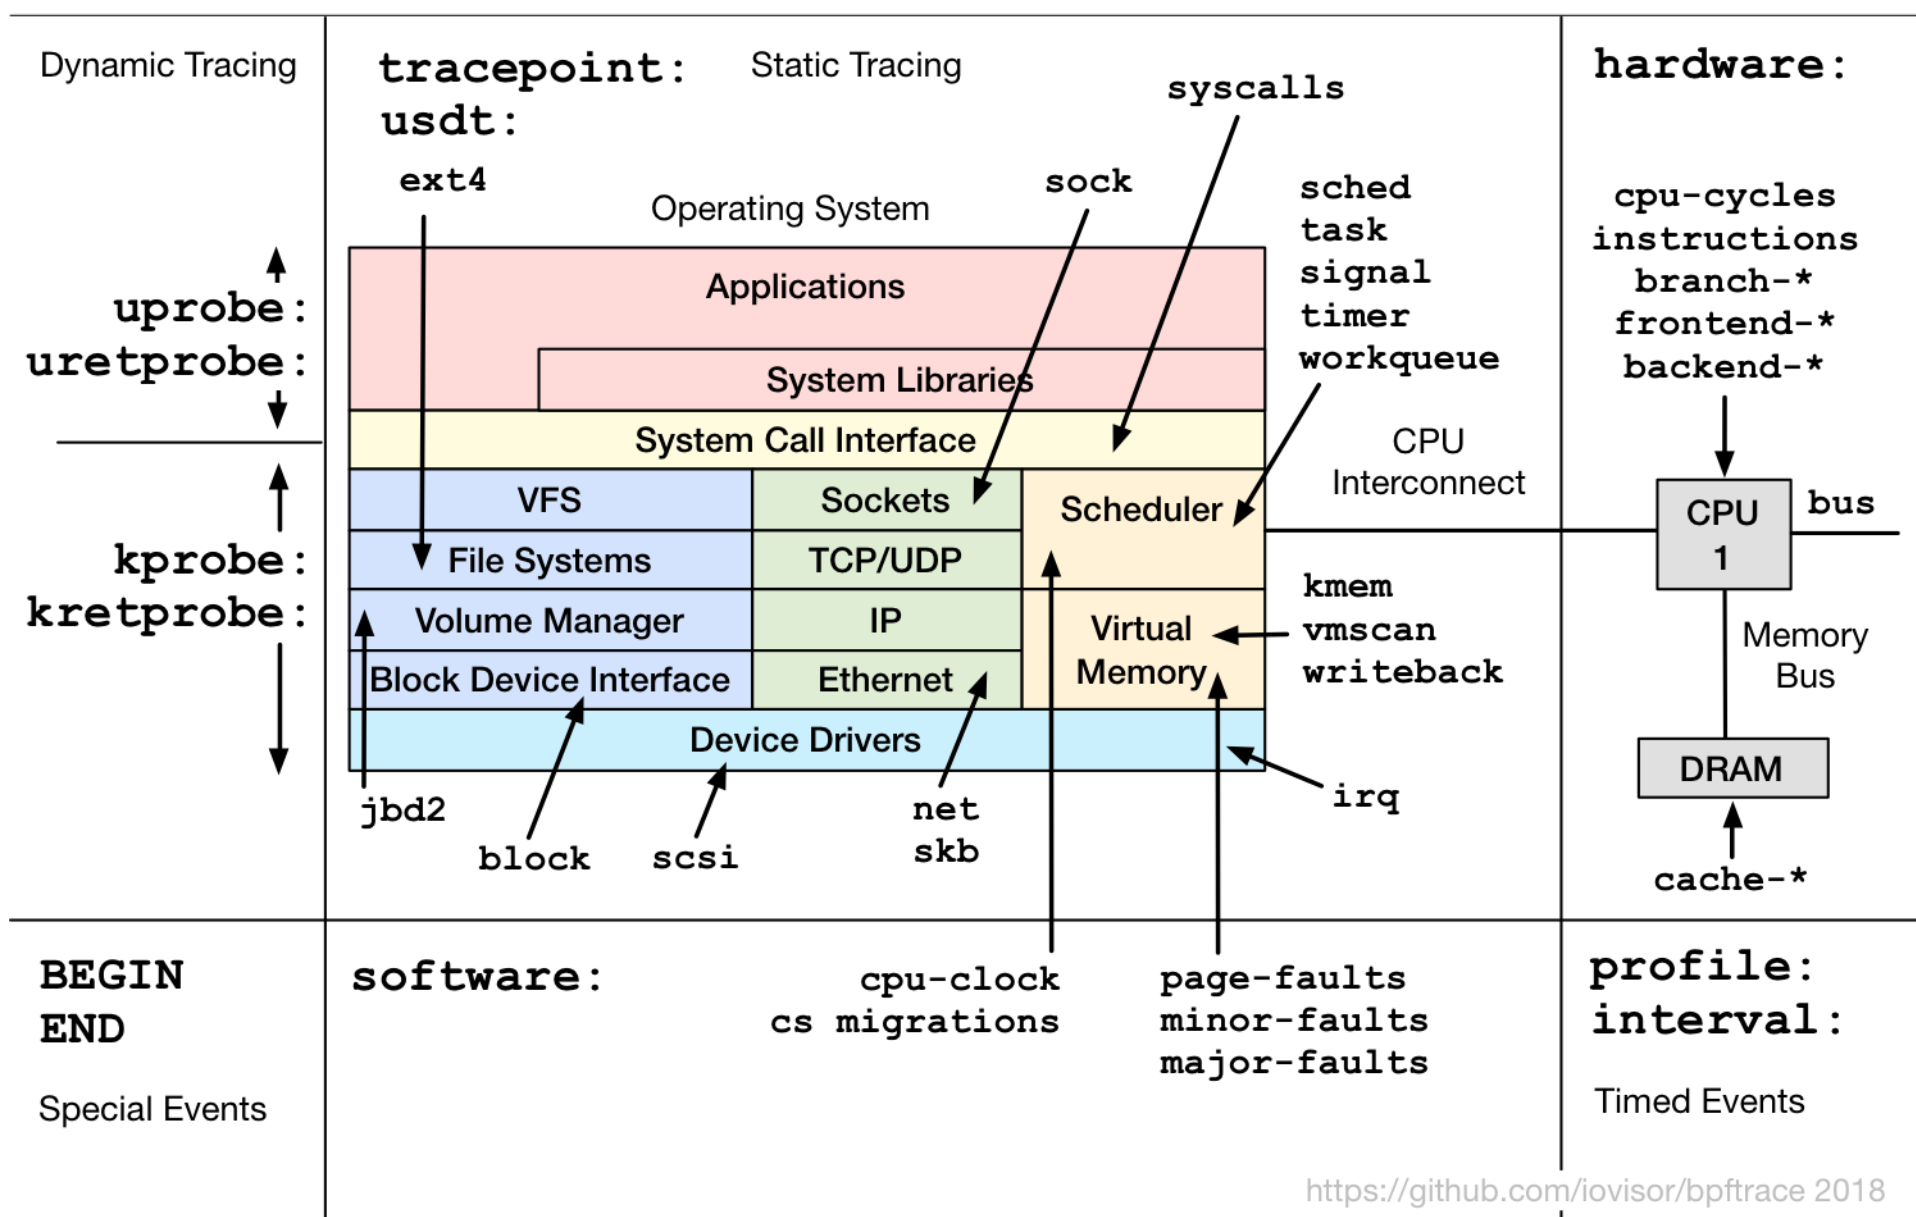 Dynamic Tracing
tracepoint:
usdt:
Static Tracing
hardware:
syscalls
ext4
sock
Operating System
sched
task
signal
timer
workqueue
cpu-cycles
instructions
branch-*
frontend-*
backend-*
uprobe:
uretprobe:
Applications
System Libraries
System Call Interface
CPU
Interconnect
VFS
Sockets
Scheduler
CPU
1
bus
kprobe:
kretprobe:
File Systems
TCP/UDP
Volume Manager
IP
Virtual
Memory
kmem
vmscan
writeback
Memory
Bus
Block Device Interface
Ethernet
Device Drivers
DRAM
jbd2
block
scsi
net
skb
irq
cache-*
BEGIN
END
Special Events
software:
cpu-clock
cs migrations
page-faults
minor-faults
major-faults
profile:
interval:
Timed Events
https://github.com/iovisor/bpftrace 2018